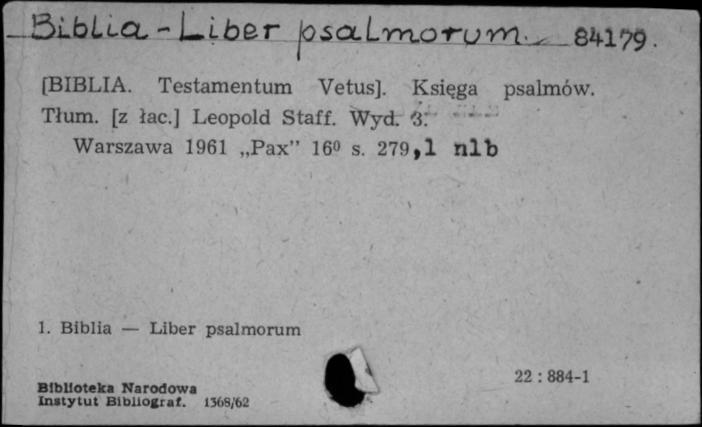 Biblia - Liber psalmorum. 84179.
[BIBLIA. Testamentum Vetus]. Księga psalmów.
Tłum. [z łac.] Leopold Staff. Wyd. 3.
Warszawa 1961 „Pax” 16⁰ s. 279,1 nlb
1. Biblia — Liber psalmorum
22 : 884-1
Biblioteka Narodowa
Instytut Bibliograf. 1368/62